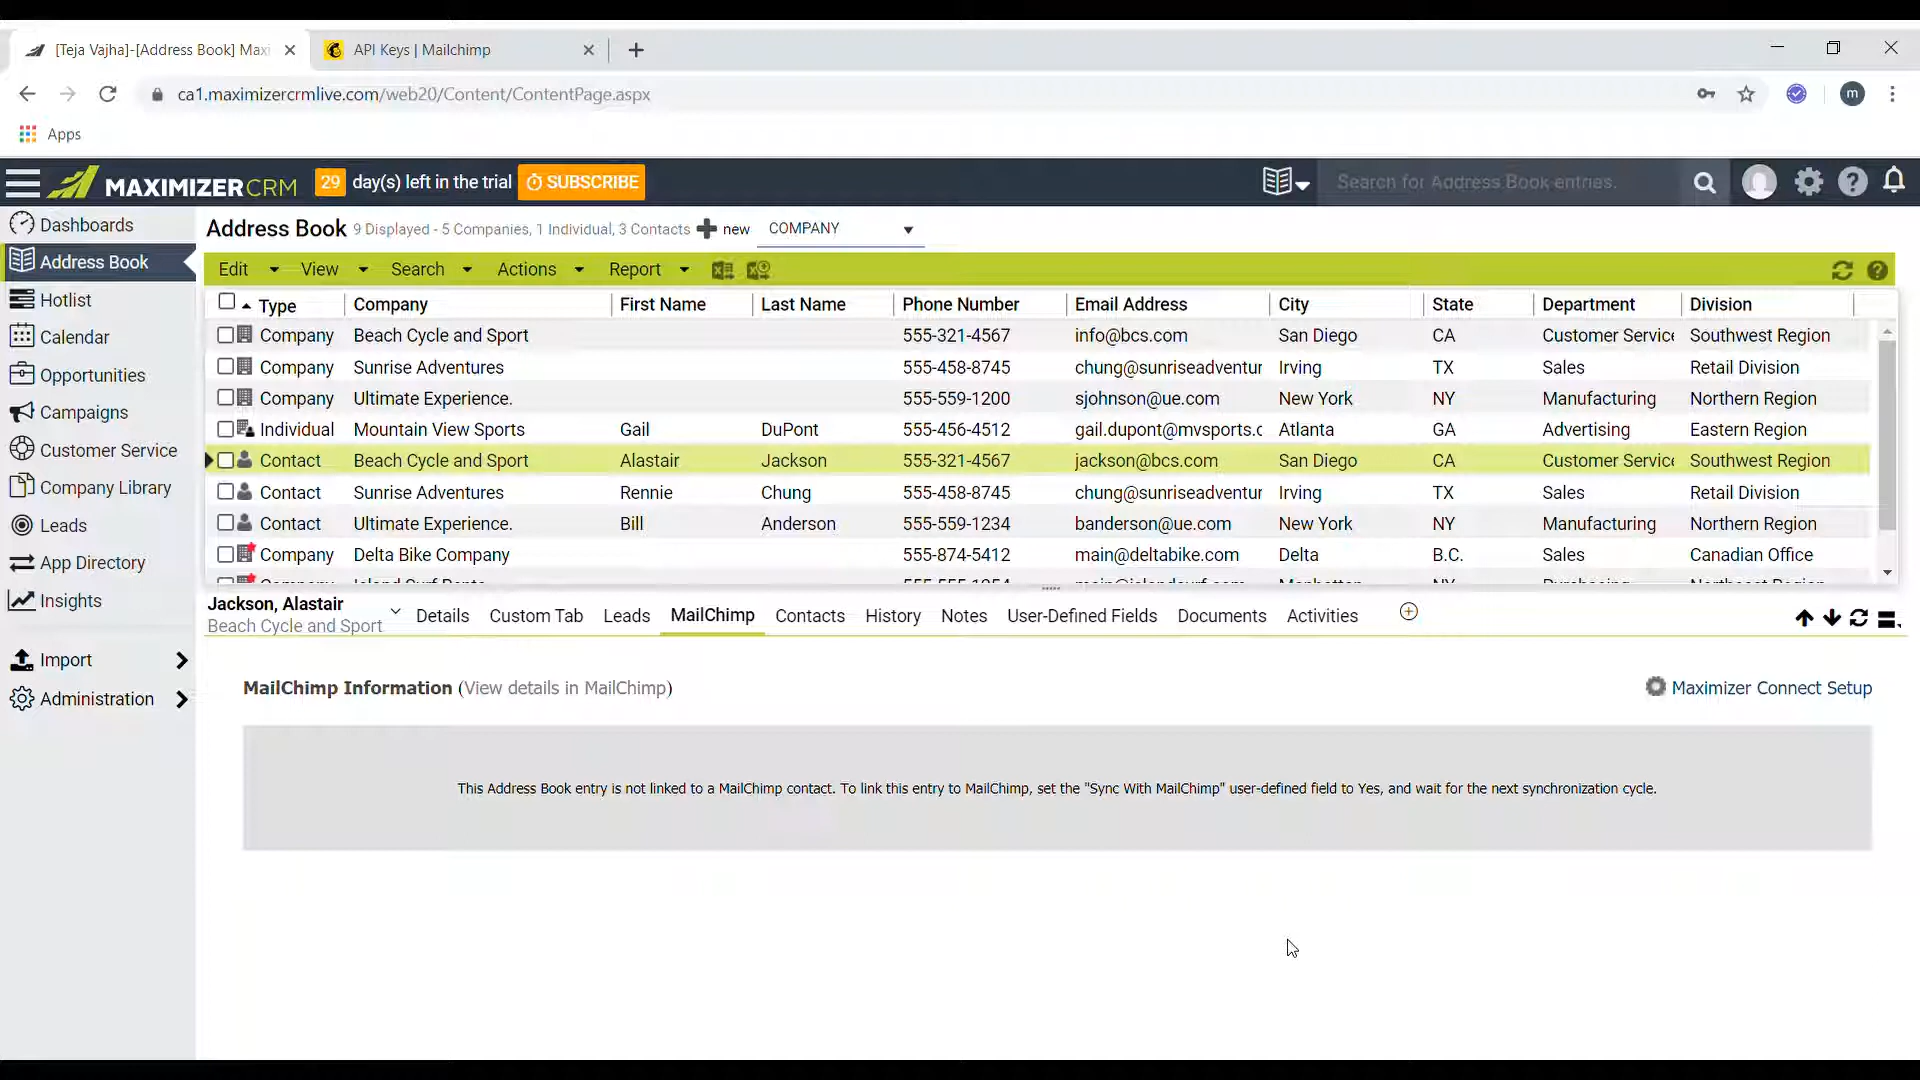 [Teja Vajha]-[Address Book] Maxi
API Keys | Mailchimp
ca1.maximizercrmlive.com/web20/Content/ContentPage.aspx
m
Apps
MAXIMIZERCRM
29 day(s) left in the trial
SUBSCRIBE
Search for Address Book entries.
Dashboards
Address Book
Hotlist
Calendar
Opportunities
Campaigns
Customer Service
Company Library
Leads
App Directory
Insights
Import
Administration
Address Book 9 Displayed - 5 Companies, 1 Individual, 3 Contacts new COMPANY
Edit View Search Actions Report
Type Company First Name Last Name Phone Number Email Address City State Department Division
Company Beach Cycle and Sport 555-321-4567 info@bcs.com San Diego CA Customer Service Southwest Region
Company Sunrise Adventures 555-458-8745 chung@sunriseadventur Irving TX Sales Retail Division
Company Ultimate Experience. 555-559-1200 sjohnson@ue.com New York NY Manufacturing Northern Region
Individual Mountain View Sports Gail DuPont 555-456-4512 gail.dupont@mvsports.c Atlanta GA Advertising Eastern Region
Contact Beach Cycle and Sport Alastair Jackson 555-321-4567 jackson@bcs.com San Diego CA Customer Service Southwest Region
Contact Sunrise Adventures Rennie Chung 555-458-8745 chung@sunriseadventur Irving TX Sales Retail Division
Contact Ultimate Experience. Bill Anderson 555-559-1234 banderson@ue.com New York NY Manufacturing Northern Region
Company Delta Bike Company 555-874-5412 main@deltabike.com Delta B.C. Sales Canadian Office
Jackson, Alastair
Beach Cycle and Sport
Details Custom Tab Leads MailChimp Contacts History Notes User-Defined Fields Documents Activities
MailChimp Information (View details in MailChimp)
Maximizer Connect Setup
This Address Book entry is not linked to a MailChimp contact. To link this entry to MailChimp, set the "Sync With MailChimp" user-defined field to Yes, and wait for the next synchronization cycle.